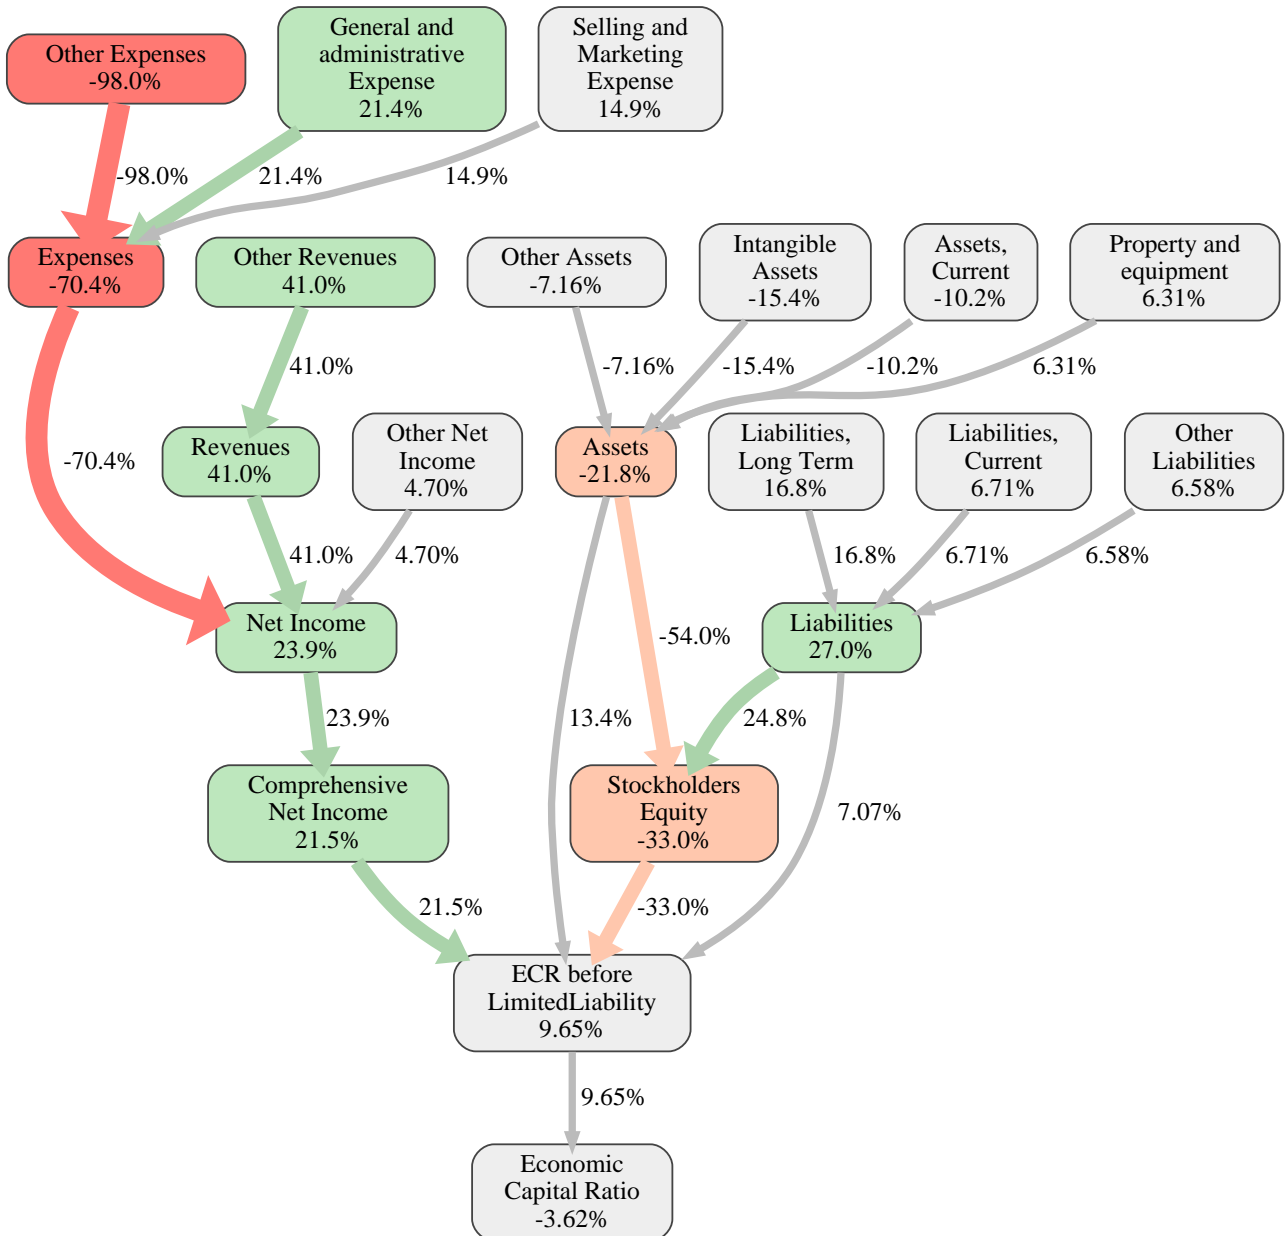 Other Expenses
-98.0%
General and
administrative
Expense
21.4%
Selling and
Marketing
Expense
14.9%
-98.0%
21.4%
14.9%
Expenses
-70.4%
Other Revenues
41.0%
Other Assets
-7.16%
Intangible
Assets
-15.4%
Assets,
Current
-10.2%
Property and
equipment
6.31%
41.0%
-7.16%
-15.4%
-10.2%
6.31%
-70.4%
Revenues
41.0%
Other Net
Income
4.70%
Assets
-21.8%
Liabilities,
Long Term
16.8%
Liabilities,
Current
6.71%
Other
Liabilities
6.58%
41.0%
4.70%
16.8%
6.71%
6.58%
Net Income
23.9%
-54.0%
Liabilities
27.0%
23.9%
13.4%
24.8%
Comprehensive
Net Income
21.5%
Stockholders
Equity
-33.0%
7.07%
21.5%
-33.0%
ECR before
LimitedLiability
9.65%
9.65%
Economic
Capital Ratio
-3.62%